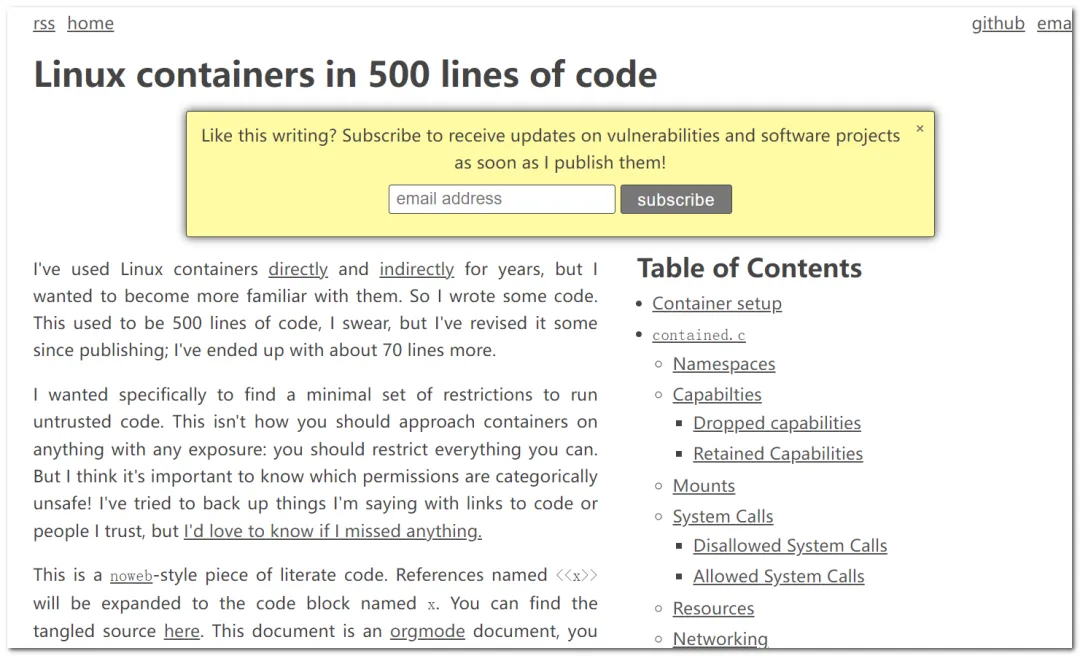 rss home
github ema
Linux containers in 500 lines of code
Like this writing? Subscribe to receive updates on vulnerabilities and software projects ×
as soon as I publish them!
email address subscribe
I've used Linux containers directly and indirectly for years, but I
wanted to become more familiar with them. So I wrote some code.
This used to be 500 lines of code, I swear, but I've revised it some
since publishing; I've ended up with about 70 lines more.
I wanted specifically to find a minimal set of restrictions to run
untrusted code. This isn't how you should approach containers on
anything with any exposure: you should restrict everything you can.
But I think it's important to know which permissions are categorically
unsafe! I've tried to back up things I'm saying with links to code or
people I trust, but I'd love to know if I missed anything.
This is a noweb-style piece of literate code. References named <<x>>
will be expanded to the code block named x. You can find the
tangled source here. This document is an orgmode document, you
Table of Contents
• Container setup
• contained.c
◦ Namespaces
◦ Capabilties
▪ Dropped capabilities
▪ Retained Capabilities
◦ Mounts
◦ System Calls
▪ Disallowed System Calls
▪ Allowed System Calls
◦ Resources
◦ Networking